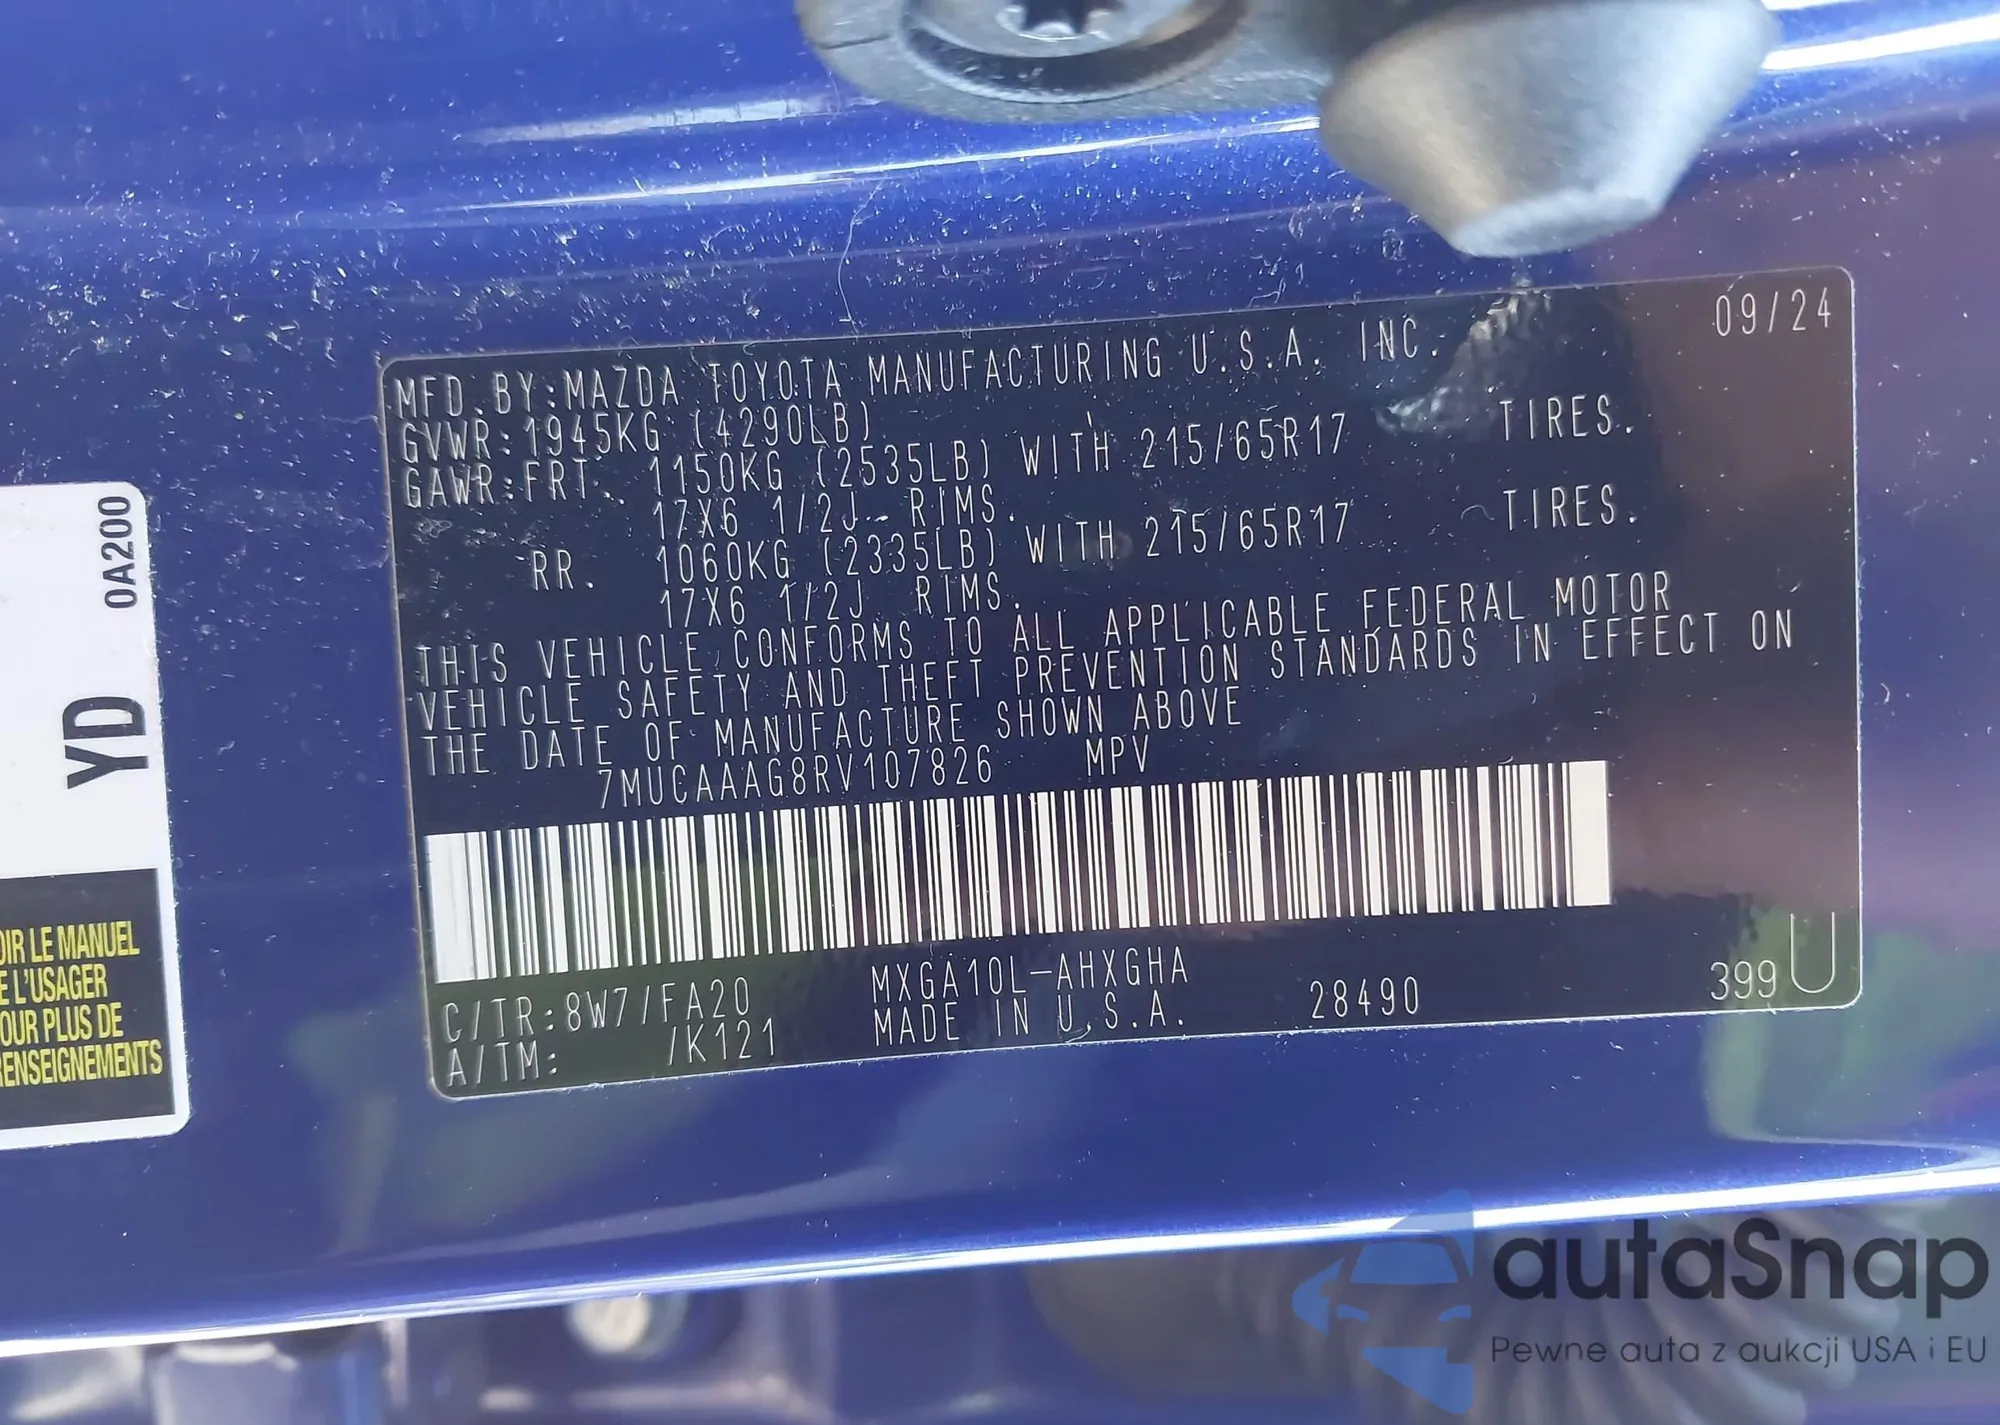 09/24
MFD.BY:MAZDA TOYOTA MANUFACTURING U.S.A. INC.
GVWR:1945KG (4290LB)
GAWR:FRT. 1150KG (2535LB) WITH 215/65R17 TIRES.
17X6 1/2J RIMS.
RR. 1060KG (2335LB) WITH 215/65R17 TIRES.
17X6 1/2J RIMS.
THIS VEHICLE CONFORMS TO ALL APPLICABLE FEDERAL MOTOR
VEHICLE SAFETY AND THEFT PREVENTION STANDARDS IN EFFECT ON
THE DATE OF MANUFACTURE SHOWN ABOVE
7MUCAAAG8RV107826 MPV
C/TR:8W7/FA20 MXGA10L-AHXGHA
A/TM: /K121 MADE IN U.S.A. 28490 399 U
0A200
YD
OIR LE MANUEL
E L'USAGER
OUR PLUS DE
RENSEIGNEMENTS
autaSnap
Pewne auta z aukcji USA i EU